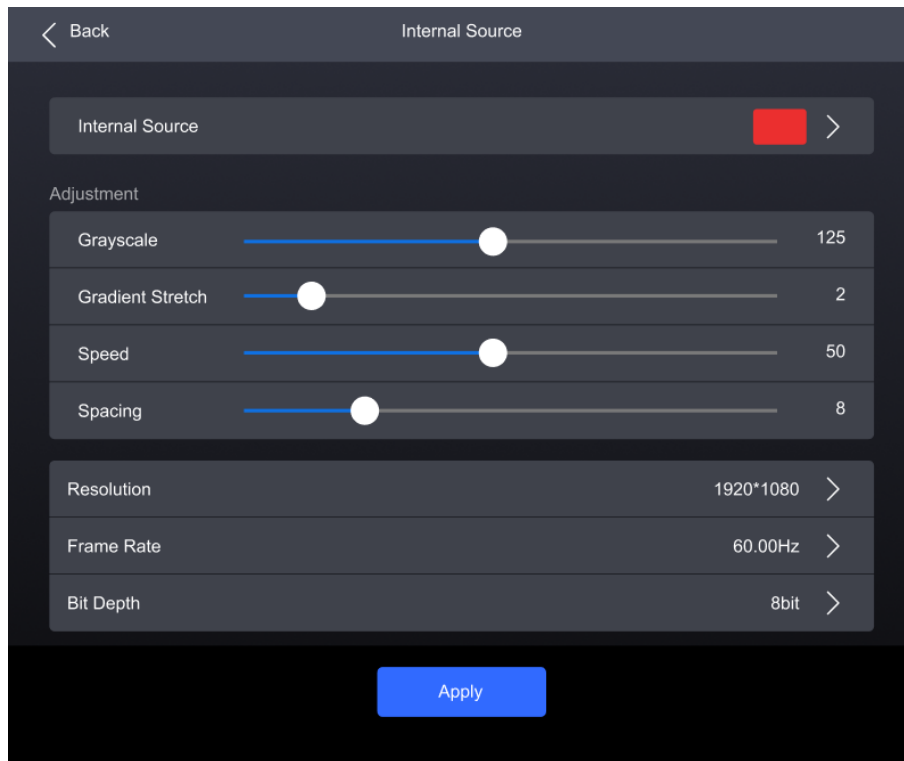 Back Internal Source
Internal Source
Adjustment
Grayscale 125
Gradient Stretch 2
Speed 50
Spacing 8
Resolution 1920*1080
Frame Rate 60.00Hz
Bit Depth 8bit
Apply